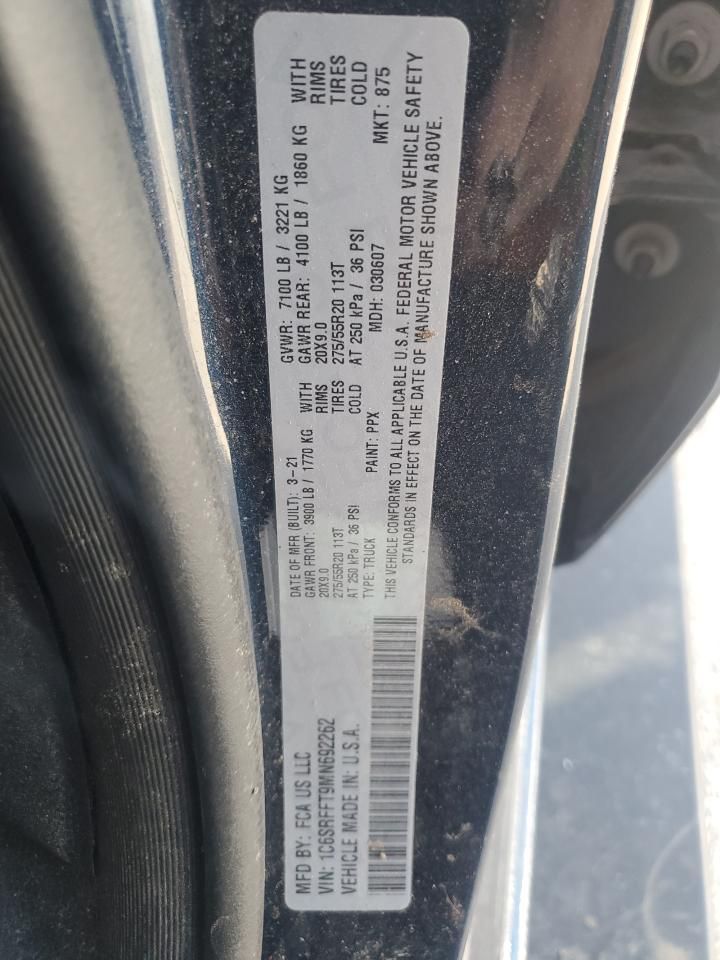 MFD BY: FCA US LLC
VIN: 1C6SRFFT9MN692262
VEHICLE MADE IN: U.S.A.
DATE OF MFR (BUILT): 3-21
GVWR: 7100 LB / 3221 KG
GAWR FRONT: 3900 LB / 1770 KG WITH
GAWR REAR: 4100 LB / 1860 KG WITH
20X9.0 RIMS
20X9.0 RIMS
275/55R20 113T TIRES
275/55R20 113T TIRES
AT 250 kPa / 36 PSI COLD
AT 250 kPa / 36 PSI COLD
TYPE: TRUCK PAINT: PPX MDH: 030607 MKT: 875
THIS VEHICLE CONFORMS TO ALL APPLICABLE U.S.A. FEDERAL MOTOR VEHICLE SAFETY
STANDARDS IN EFFECT ON THE DATE OF MANUFACTURE SHOWN ABOVE.